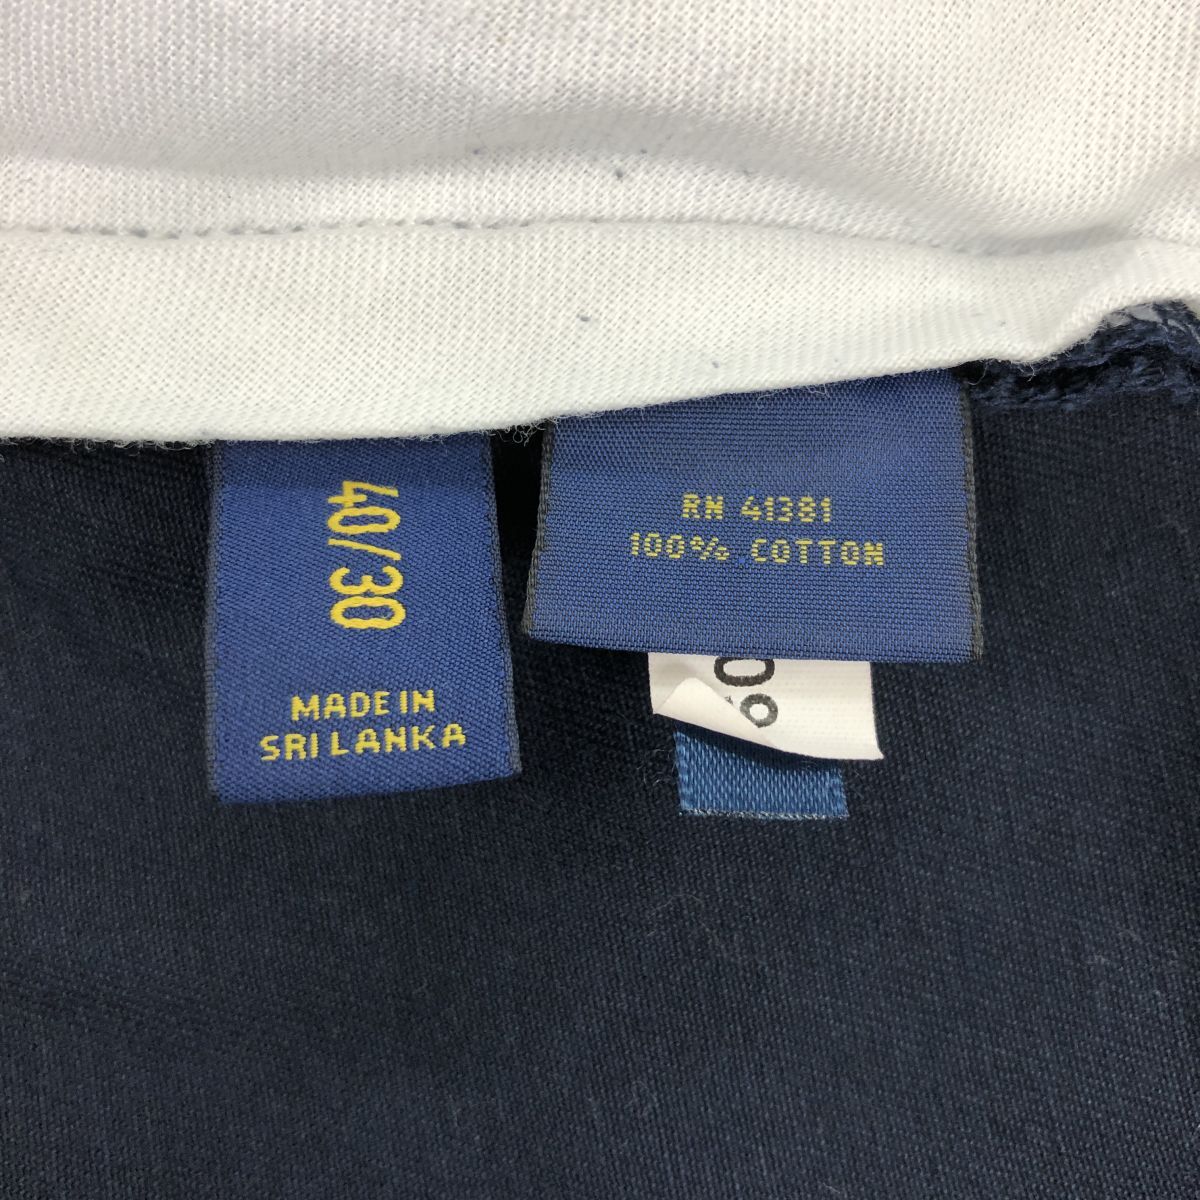 40/30
MADE IN
SRI LANKA
RN 41381
100% COTTON